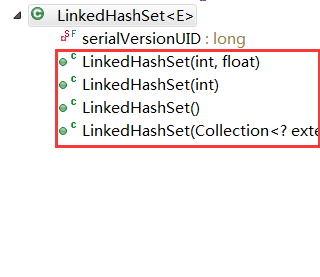 LinkedHashSet<E>
serialVersionUID : long
LinkedHashSet(int, float)
LinkedHashSet(int)
LinkedHashSet()
LinkedHashSet(Collection<? exte